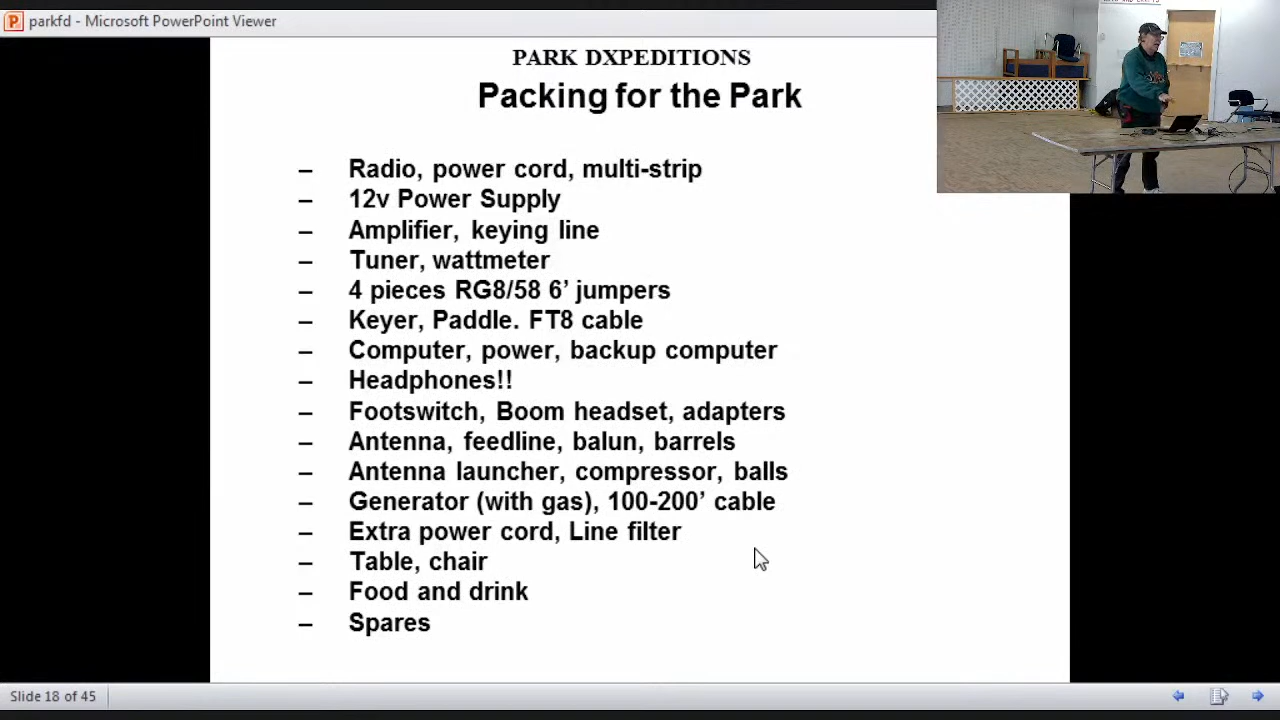 parkfd - Microsoft PowerPoint Viewer
PARK DXPEDITIONS
Packing for the Park
– Radio, power cord, multi-strip
– 12v Power Supply
– Amplifier, keying line
– Tuner, wattmeter
– 4 pieces RG8/58 6’ jumpers
– Keyer, Paddle. FT8 cable
– Computer, power, backup computer
– Headphones!!
– Footswitch, Boom headset, adapters
– Antenna, feedline, balun, barrels
– Antenna launcher, compressor, balls
– Generator (with gas), 100-200’ cable
– Extra power cord, Line filter
– Table, chair
– Food and drink
– Spares
Slide 18 of 45